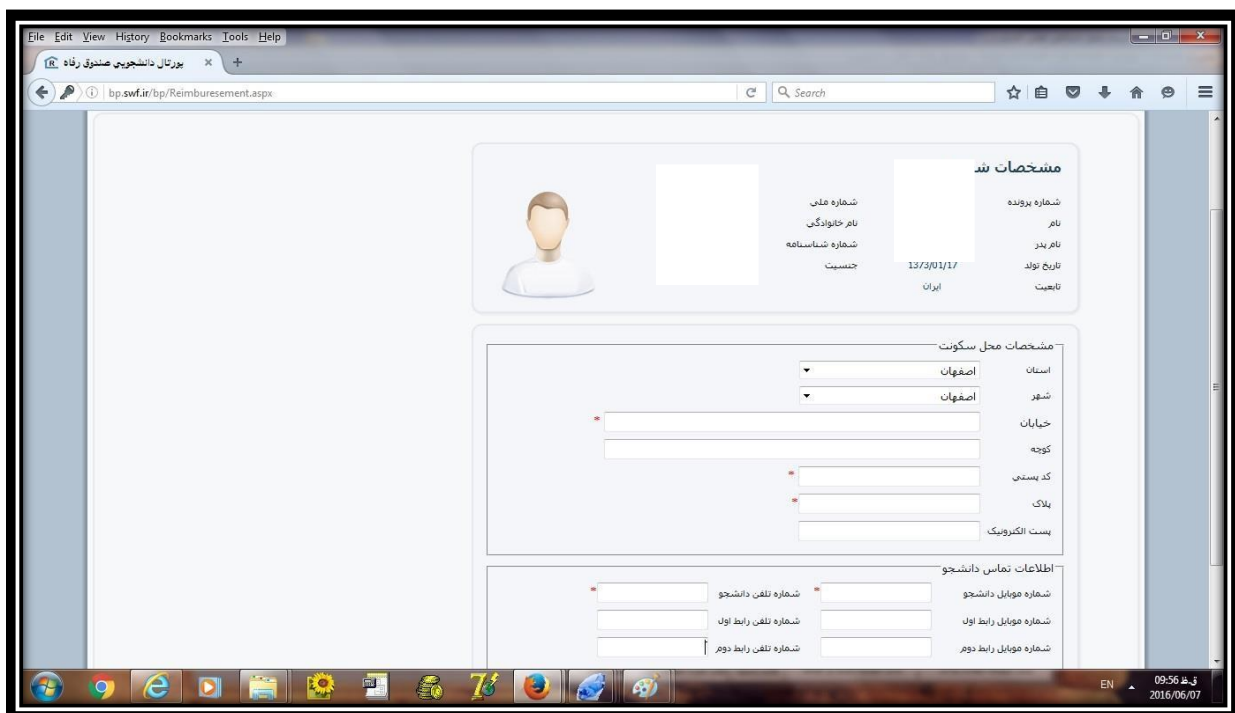 File Edit View History Bookmarks Tools Help
پورتال دانشجويي صندوق رفاه
bp.swf.ir/bp/Reimburesement.aspx
Search
مشخصات
شماره پرونده
شماره ملی
نام
نام خانوادگی
نام پدر
شماره شناسنامه
تاریخ تولد 1373/01/17 جنسیت
تابعیت ایران
مشخصات محل سکونت
استان اصفهان
شهر اصفهان
خیابان *
کوچه
کد پستی *
پلاک *
پست الکترونیک
اطلاعات تماس دانشجو
شماره موبایل دانشجو * شماره تلفن دانشجو *
شماره موبایل رابط اول شماره تلفن رابط اول
شماره موبایل رابط دوم شماره تلفن رابط دوم
EN
09:56 ق.ظ
2016/06/07